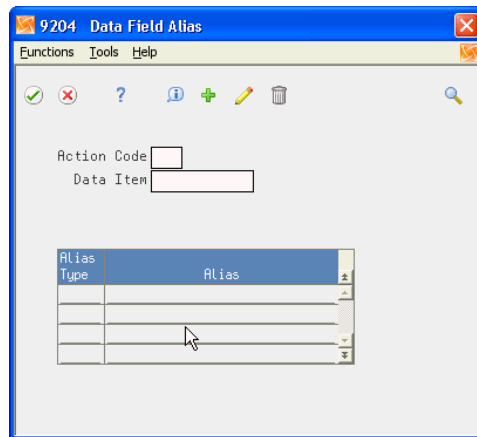 9204 Data Field Alias
Functions Tools Help
?
Action Code
Data Item
Alias
Type Alias